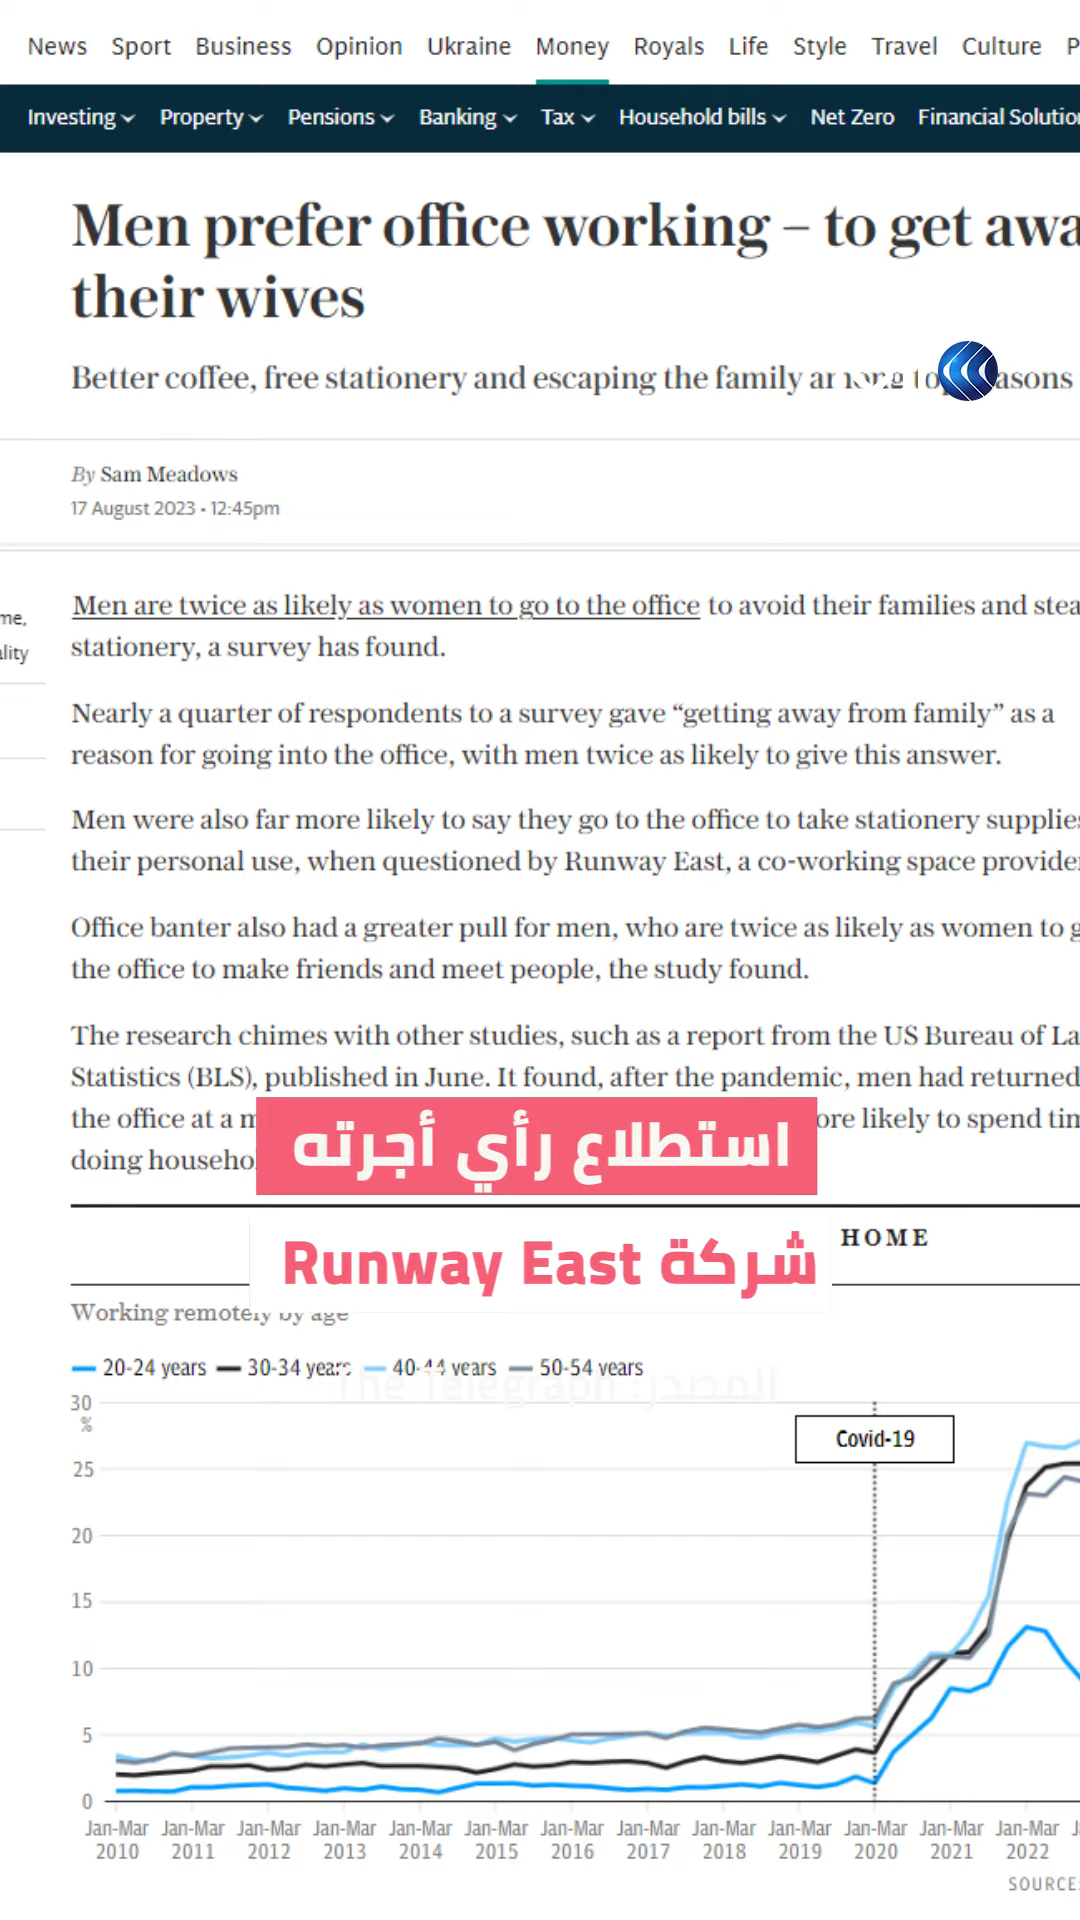 News Sport Business Opinion Ukraine Money Royals Life Style Travel Culture P
Investing Property Pensions Banking Tax Household bills Net Zero Financial Solutio
Men prefer office working – to get awa
their wives
Better coffee, free stationery and escaping the family among top reasons
By Sam Meadows
17 August 2023 • 12:45pm
me,
lity
Men are twice as likely as women to go to the office to avoid their families and stea
stationery, a survey has found.
Nearly a quarter of respondents to a survey gave “getting away from family” as a
reason for going into the office, with men twice as likely to give this answer.
Men were also far more likely to say they go to the office to take stationery supplies
their personal use, when questioned by Runway East, a co-working space provider
Office banter also had a greater pull for men, who are twice as likely as women to g
the office to make friends and meet people, the study found.
The research chimes with other studies, such as a report from the US Bureau of La
Statistics (BLS), published in June. It found, after the pandemic, men had returned
the office at a m ore likely to spend tim
doing househo
استطلاع رأي أجرته
شركة Runway East
HOME
Working remotely by age
المصدر: The Telegraph
20-24 years 30-34 years 40-44 years 50-54 years
30
%
Covid-19
25
20
15
10
5
0
Jan-Mar Jan-Mar Jan-Mar Jan-Mar Jan-Mar Jan-Mar Jan-Mar Jan-Mar Jan-Mar Jan-Mar Jan-Mar Jan-Mar Jan-Mar J
2010 2011 2012 2013 2014 2015 2016 2017 2018 2019 2020 2021 2022
SOURCE: